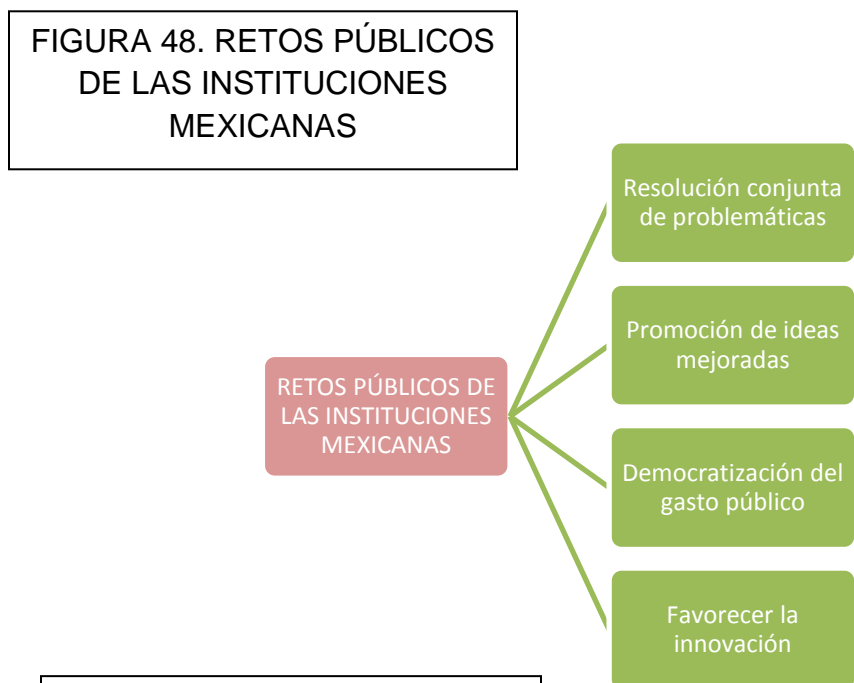 FIGURA 48. RETOS PÚBLICOS
DE LAS INSTITUCIONES
MEXICANAS
Resolución conjunta
de problemáticas
Promoción de ideas
mejoradas
RETOS PÚBLICOS DE
LAS INSTITUCIONES
MEXICANAS
Democratización del
gasto público
Favorecer la
innovación